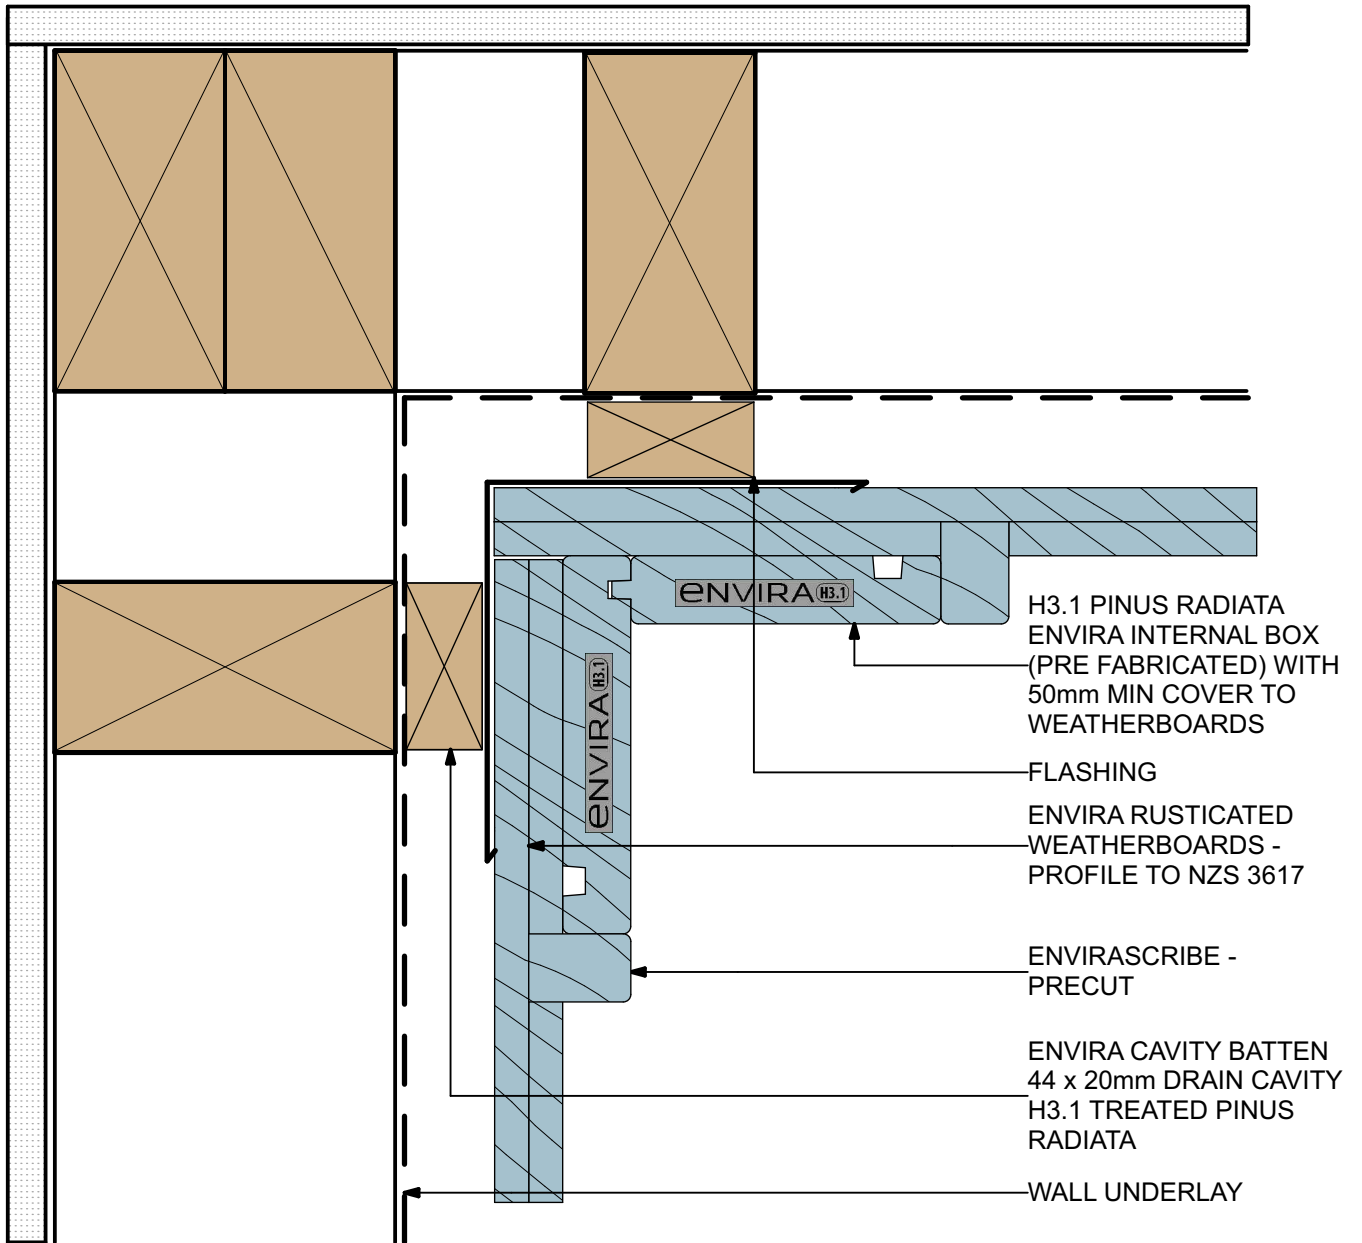 eNVIRA H3.1
eNVIRA H3.1
H3.1 PINUS RADIATA
ENVIRA INTERNAL BOX
(PRE FABRICATED) WITH
50mm MIN COVER TO
WEATHERBOARDS
FLASHING
ENVIRA RUSTICATED
WEATHERBOARDS -
PROFILE TO NZS 3617
ENVIRASCRIBE -
PRECUT
ENVIRA CAVITY BATTEN
44 x 20mm DRAIN CAVITY
H3.1 TREATED PINUS
RADIATA
WALL UNDERLAY